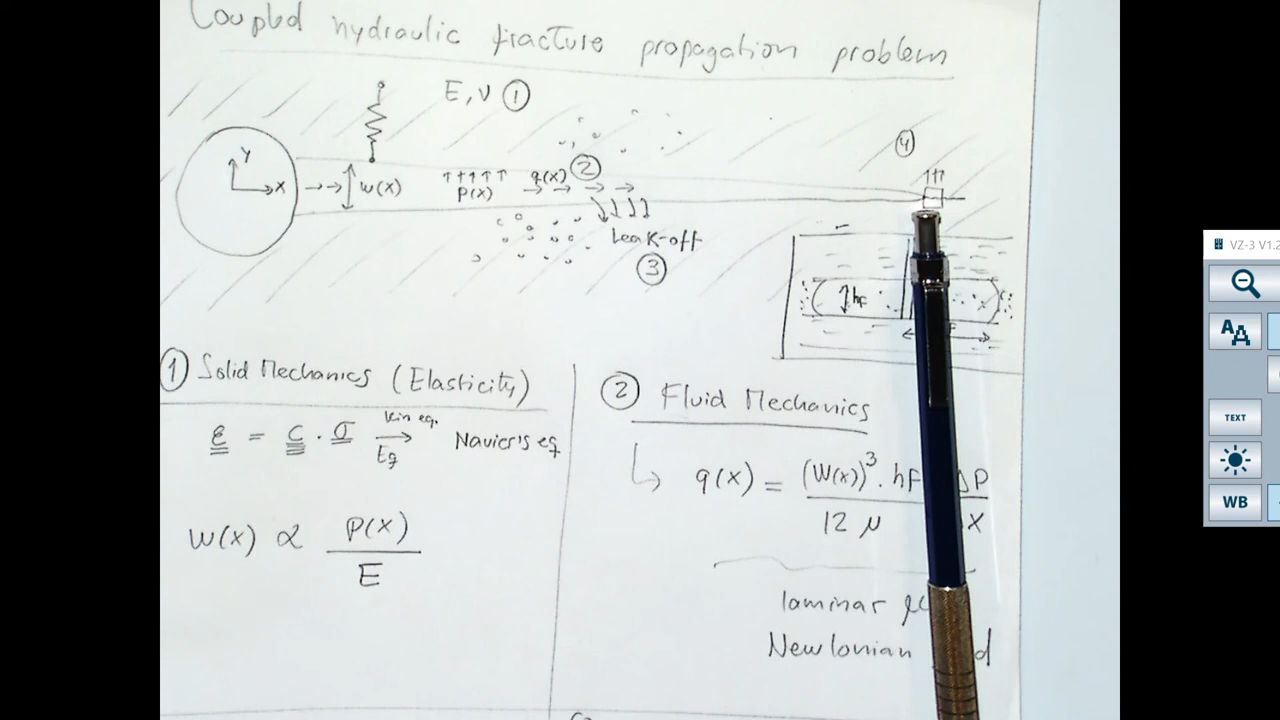 Coupled hydraulic fracture propagation problem
E, ν ①
④
Y
X
w(x)
P(x)
q(x) ②
Leak-off
③
hf
① Solid Mechanics (Elasticity)
ε = C · σ Kin eq. Eq Navier's eq
w(x) ∝ P(x) / E
② Fluid Mechanics
q(x) = (W(x))³ · hF ΔP / 12 μ X
laminar
Newtonian
VZ-3 V1.2
A A
TEXT
WB